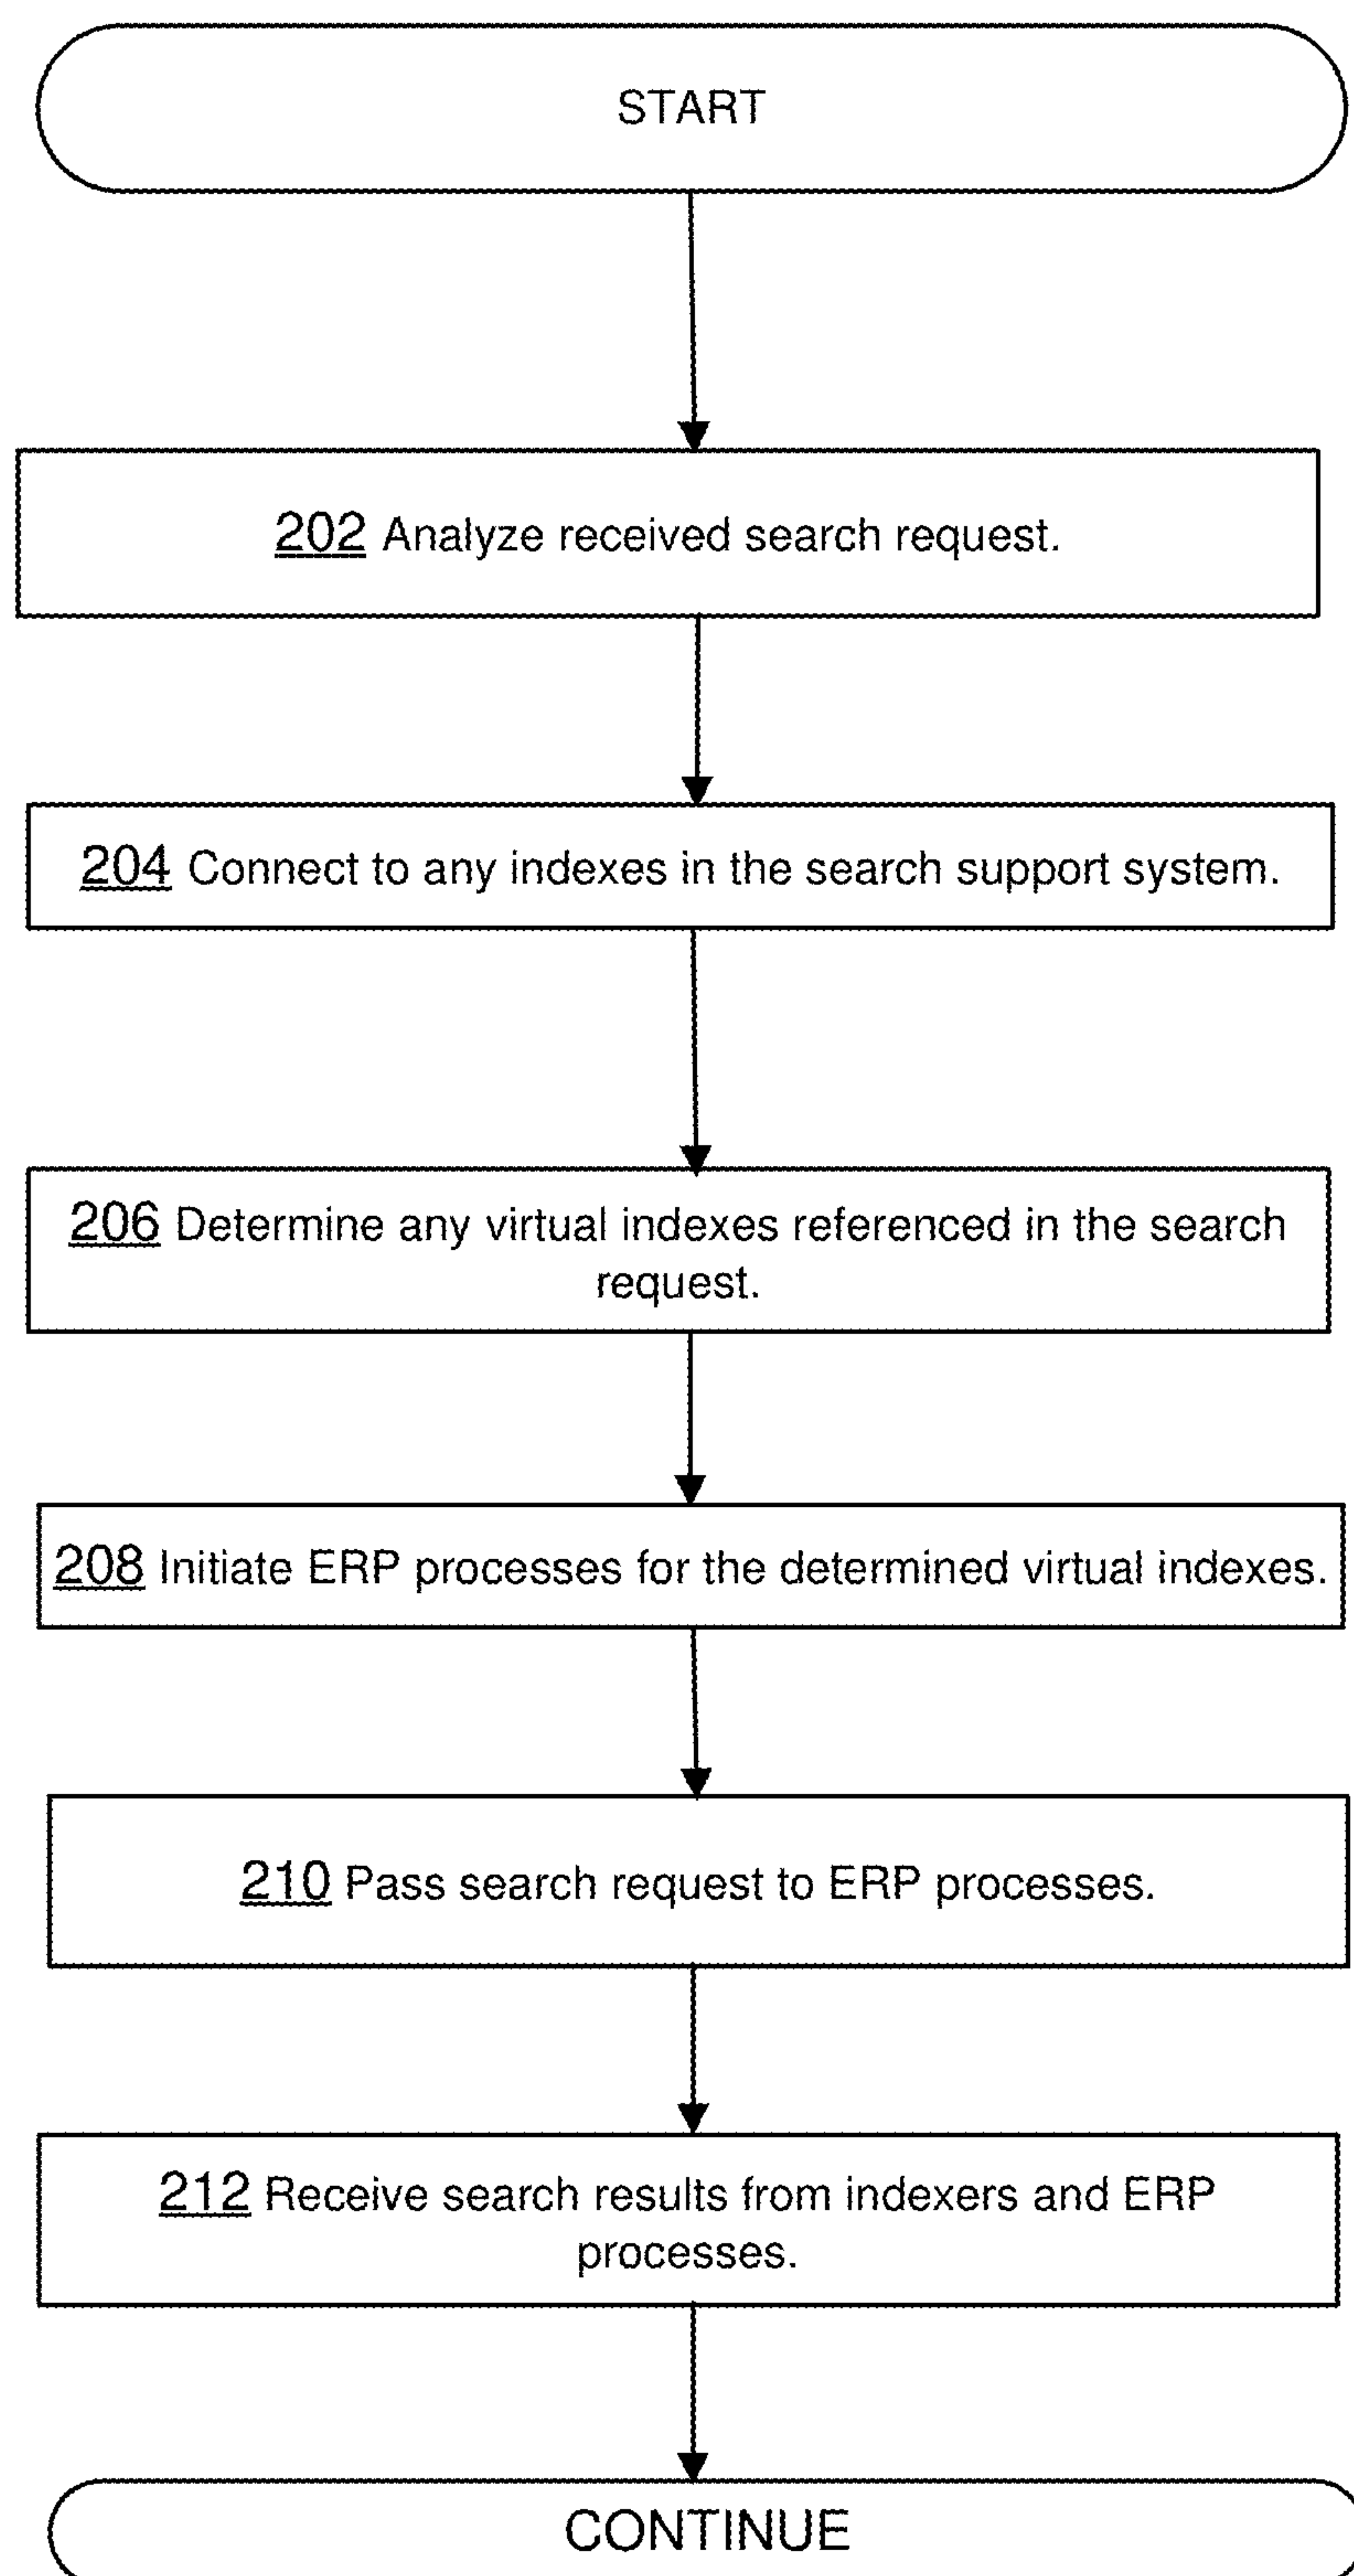 START
202 Analyze received search request.
204 Connect to any indexes in the search support system.
206 Determine any virtual indexes referenced in the search
request.
208 Initiate ERP processes for the determined virtual indexes.
210 Pass search request to ERP processes.
212 Receive search results from indexers and ERP
processes.
CONTINUE